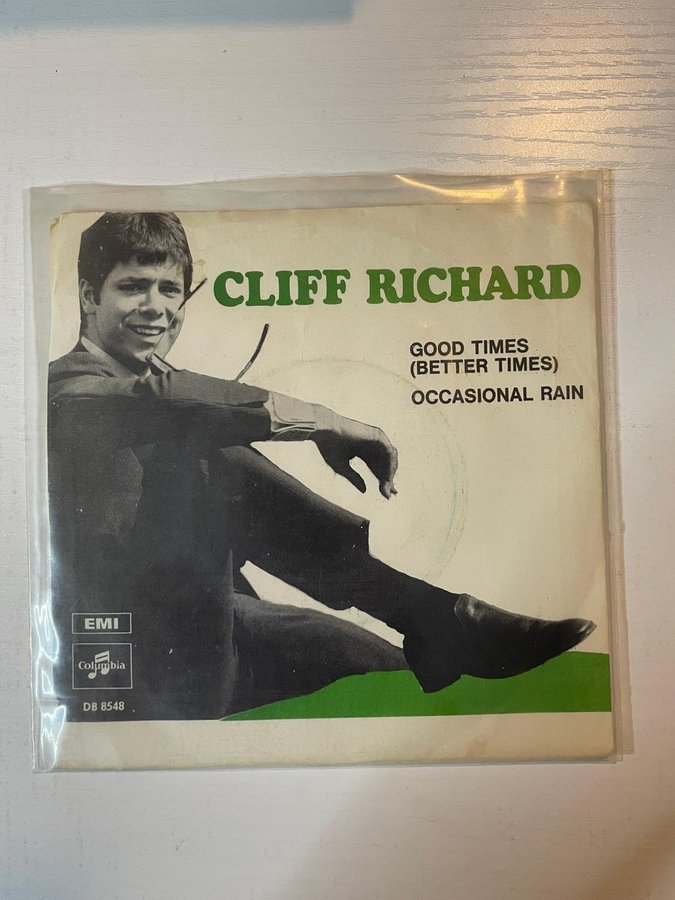 CLIFF RICHARD
GOOD TIMES
(BETTER TIMES)
OCCASIONAL RAIN
EMI
Columbia
DB 8548